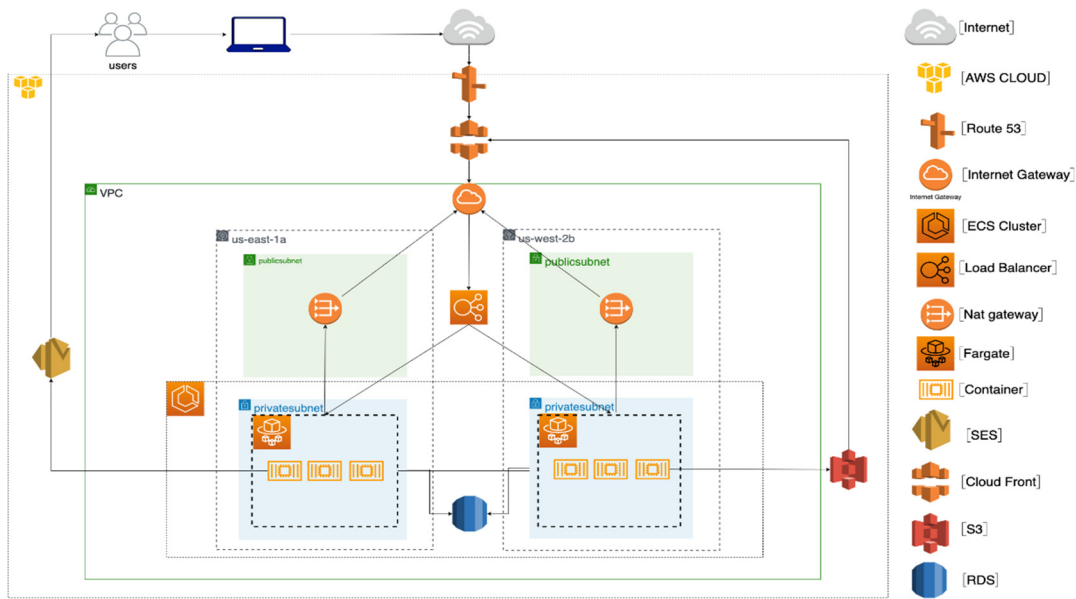 users
VPC
us-east-1a
us-west-2b
publicsubnet
publicsubnet
privatesubnet
privatesubnet
[Internet]
[AWS CLOUD]
[Route 53]
[Internet Gateway]
Internet Gateway
[ECS Cluster]
[Load Balancer]
[Nat gateway]
[Fargate]
[Container]
[SES]
[Cloud Front]
[S3]
[RDS]